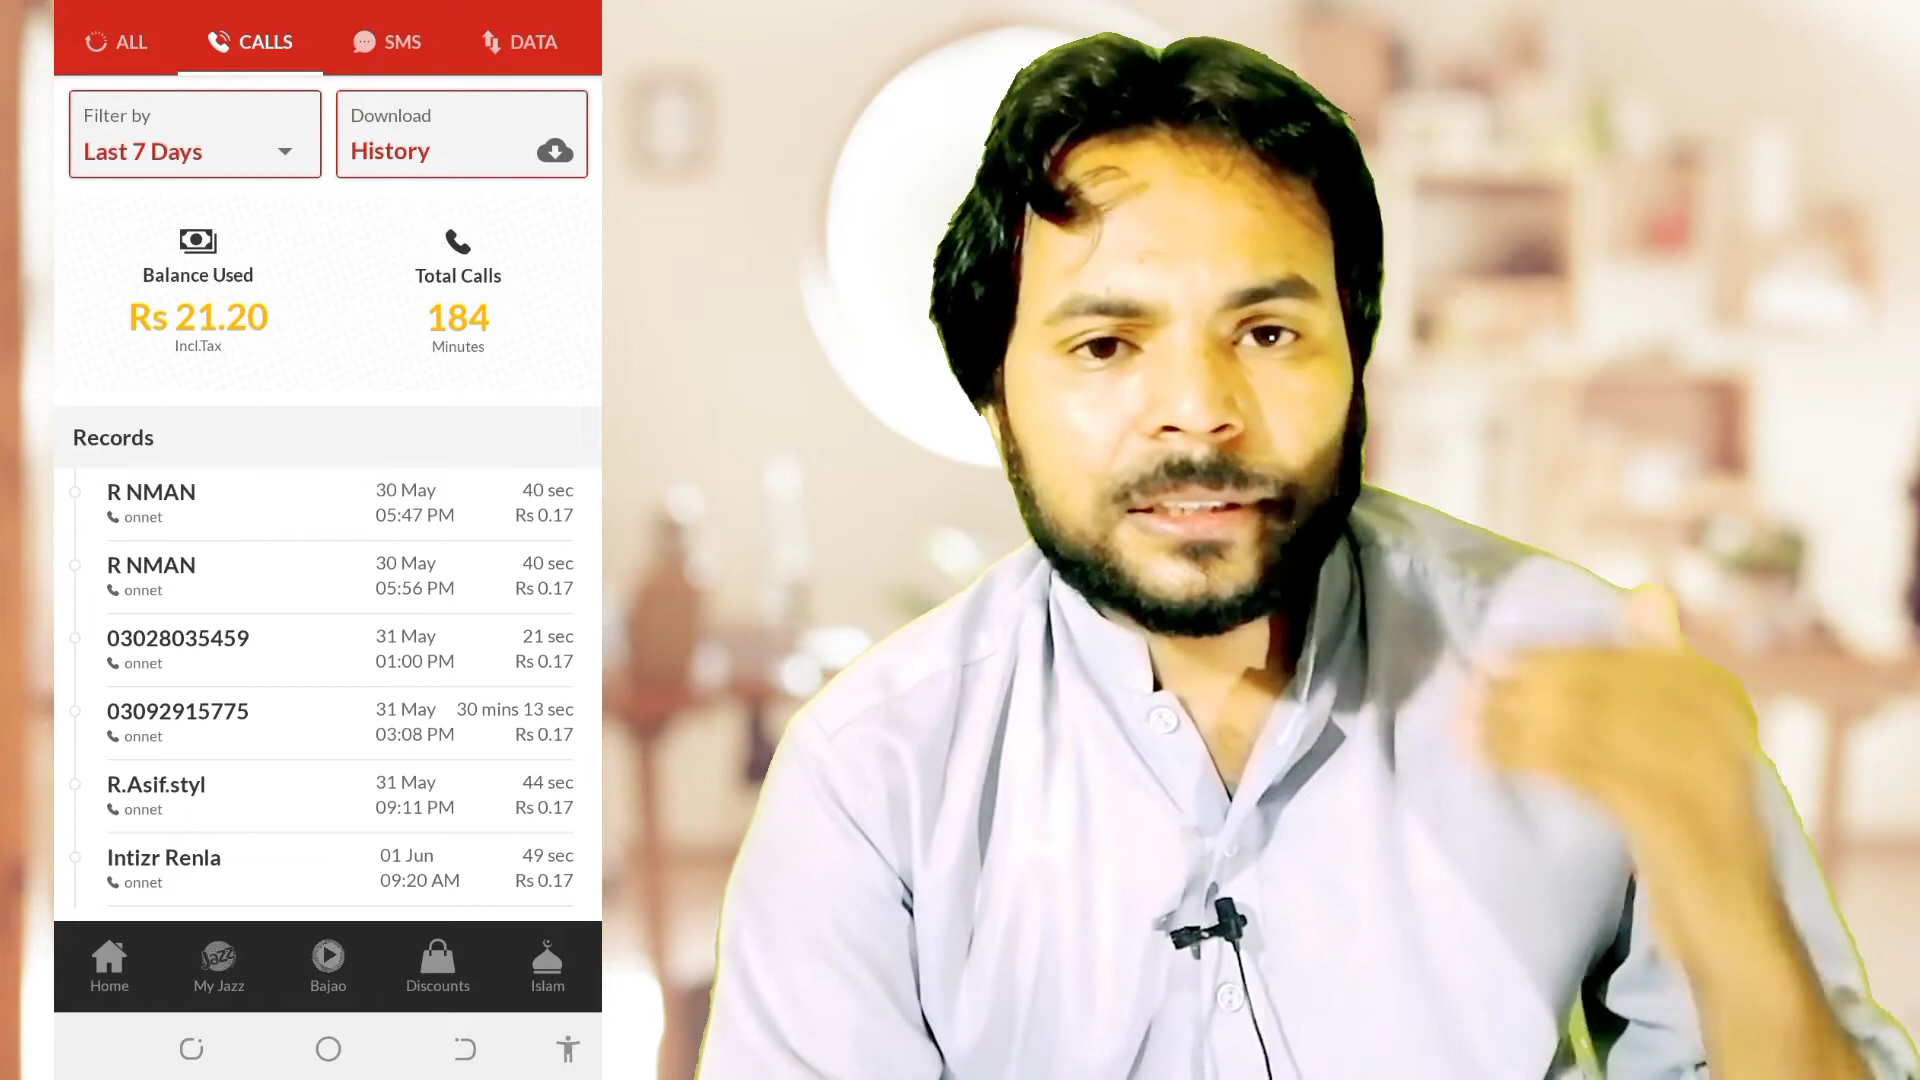 ALL CALLS SMS DATA
Filter by
Last 7 Days
Download
History
Balance Used
Rs 21.20
Incl.Tax
Total Calls
184
Minutes
Records
R NMAN 30 May 40 sec
onnet 05:47 PM Rs 0.17
R NMAN 30 May 40 sec
onnet 05:56 PM Rs 0.17
03028035459 31 May 21 sec
onnet 01:00 PM Rs 0.17
03092915775 31 May 30 mins 13 sec
onnet 03:08 PM Rs 0.17
R.Asif.styl 31 May 44 sec
onnet 09:11 PM Rs 0.17
Intizr Renla 01 Jun 49 sec
onnet 09:20 AM Rs 0.17
Jazz
Home My Jazz Bajao Discounts Islam